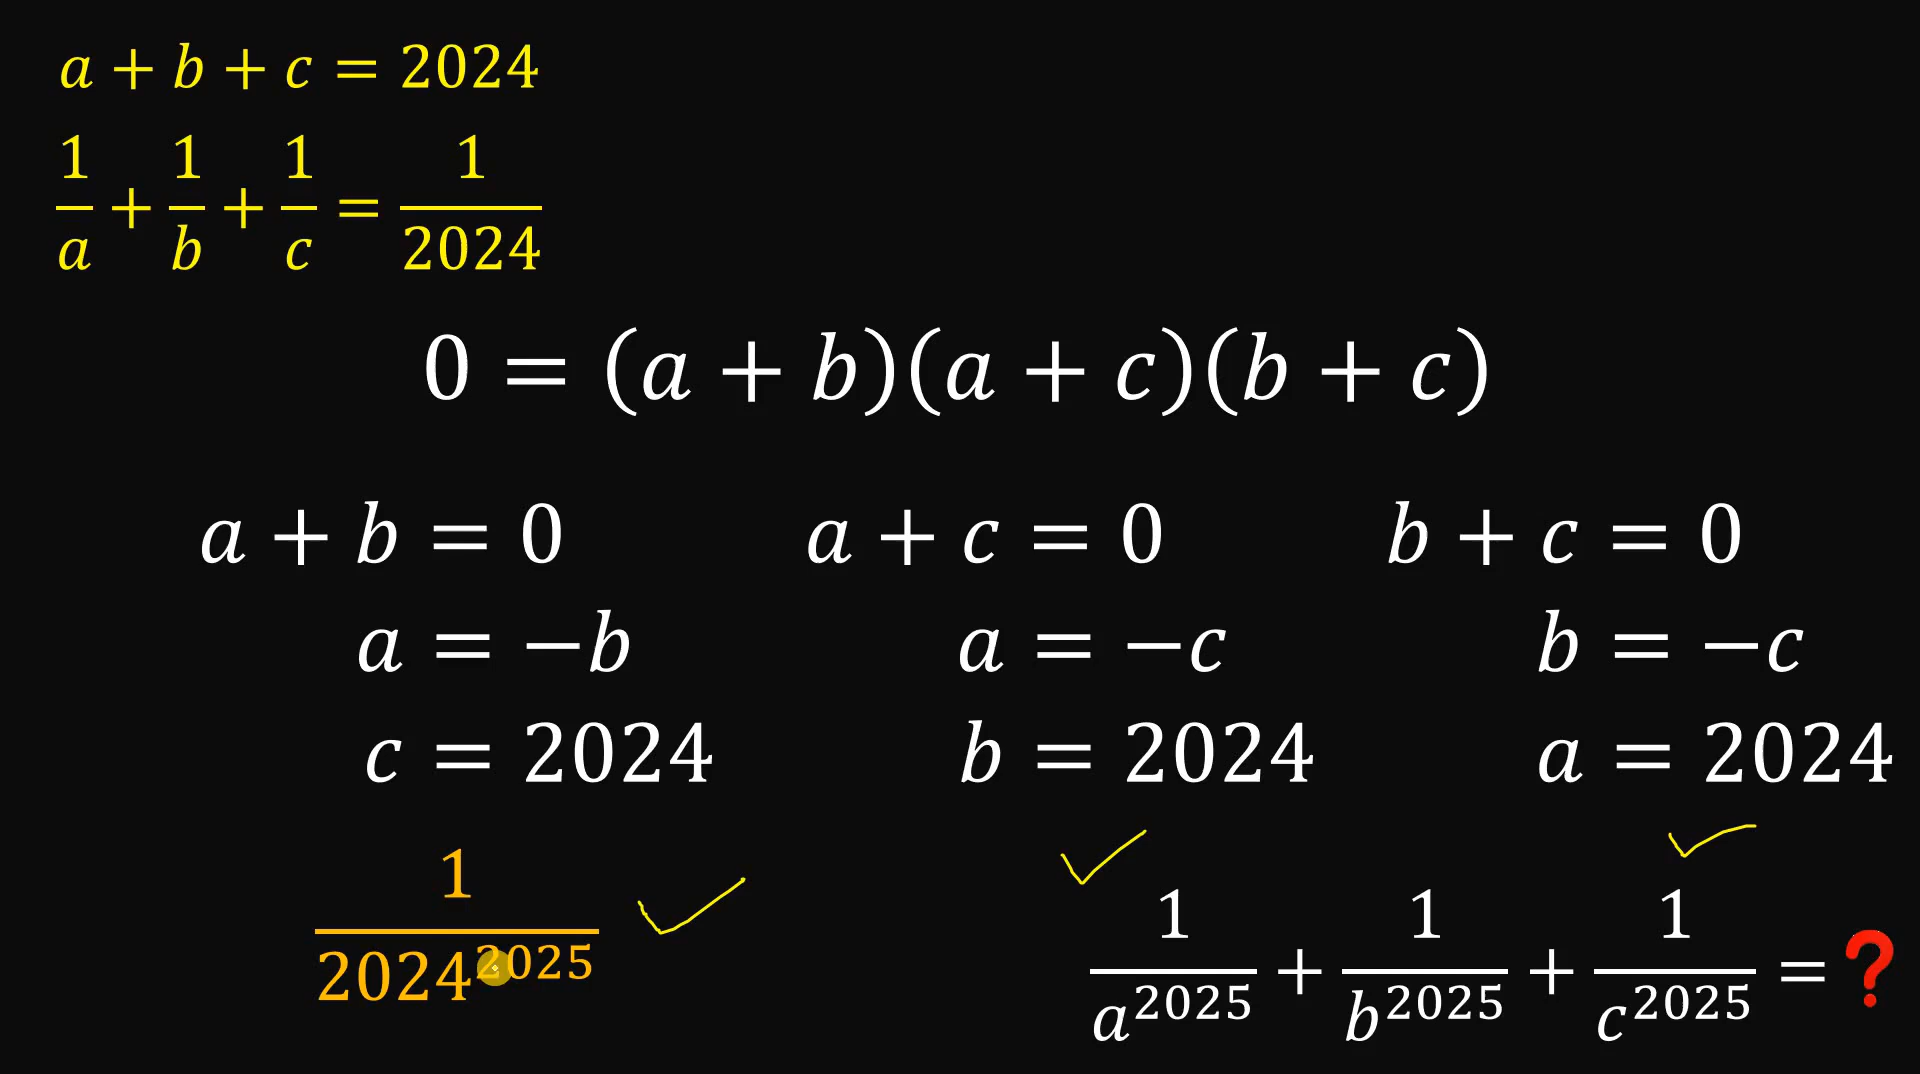 a + b + c = 2024
1/a + 1/b + 1/c = 1/2024
0 = (a + b)(a + c)(b + c)
a + b = 0 a + c = 0 b + c = 0
a = −b a = −c b = −c
c = 2024 b = 2024 a = 2024
1/2024^2025 1/a^2025 + 1/b^2025 + 1/c^2025 = ?